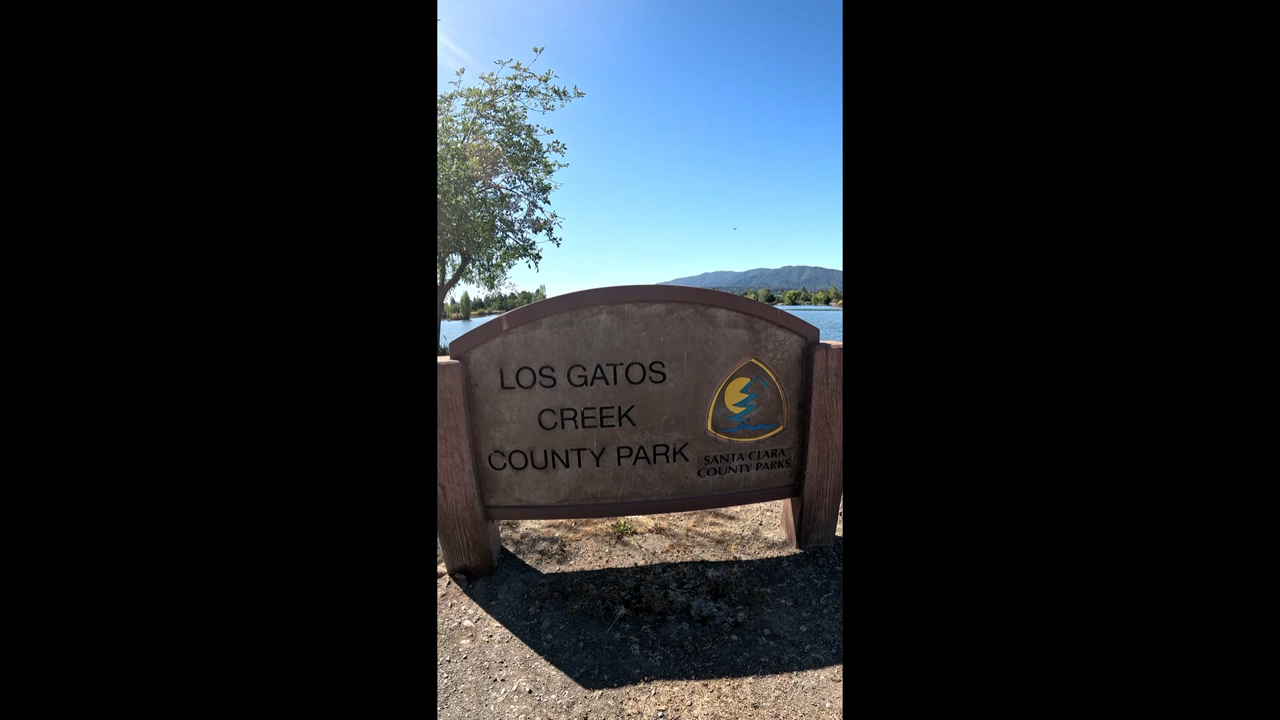 LOS GATOS
CREEK
COUNTY PARK
SANTA CLARA
COUNTY PARKS